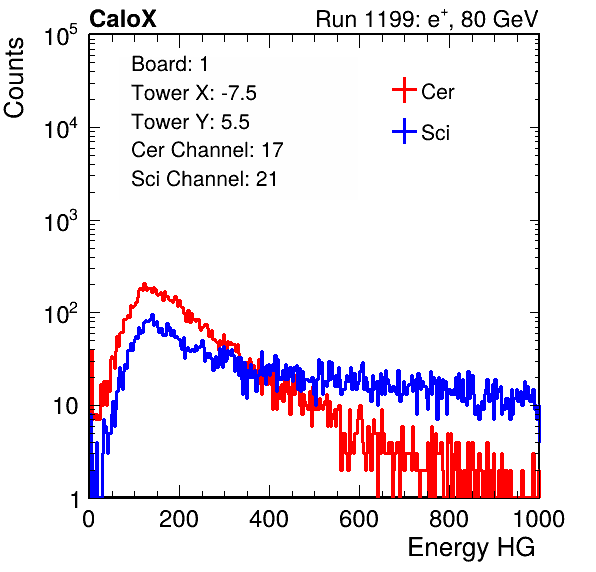 CaloX Run 1199: e⁺, 80 GeV
Counts
Board: 1
Tower X: -7.5
Tower Y: 5.5
Cer Channel: 17
Sci Channel: 21
Cer
Sci
10⁵
10⁴
10³
10²
10
1
0 200 400 600 800 1000
Energy HG